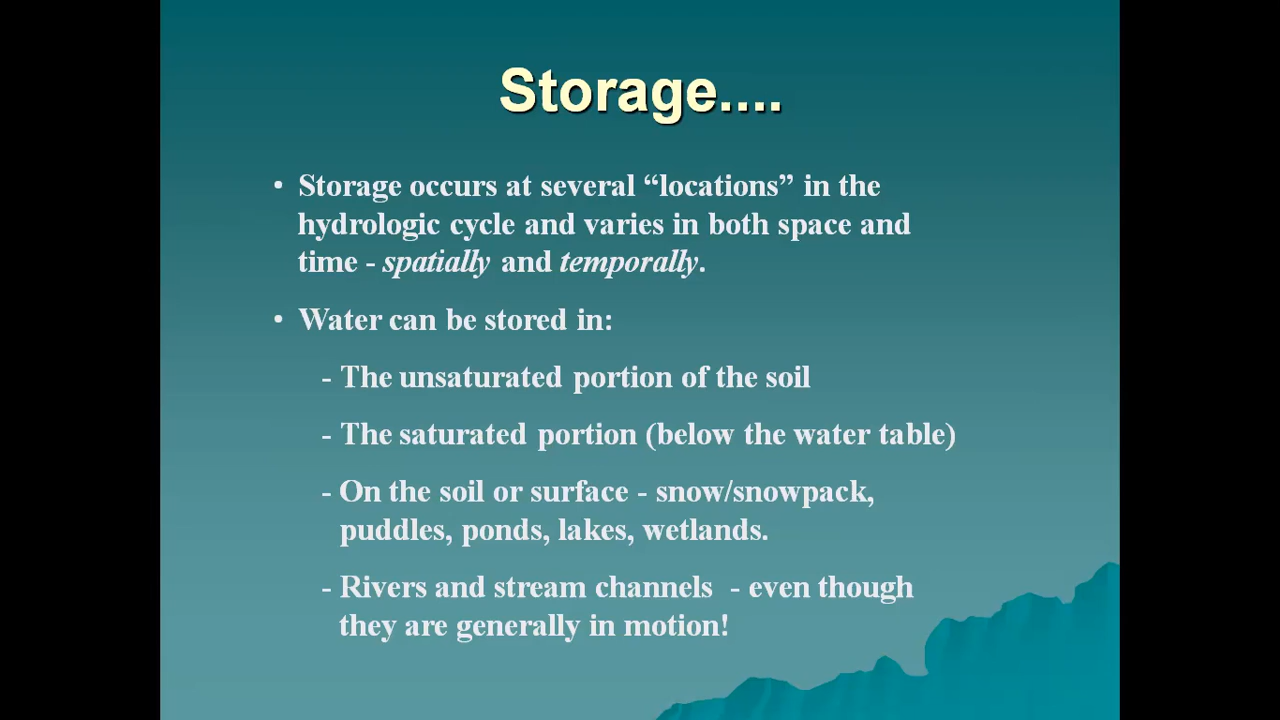 Storage....
• Storage occurs at several “locations” in the
hydrologic cycle and varies in both space and
time - spatially and temporally.
• Water can be stored in:
- The unsaturated portion of the soil
- The saturated portion (below the water table)
- On the soil or surface - snow/snowpack,
puddles, ponds, lakes, wetlands.
- Rivers and stream channels - even though
they are generally in motion!